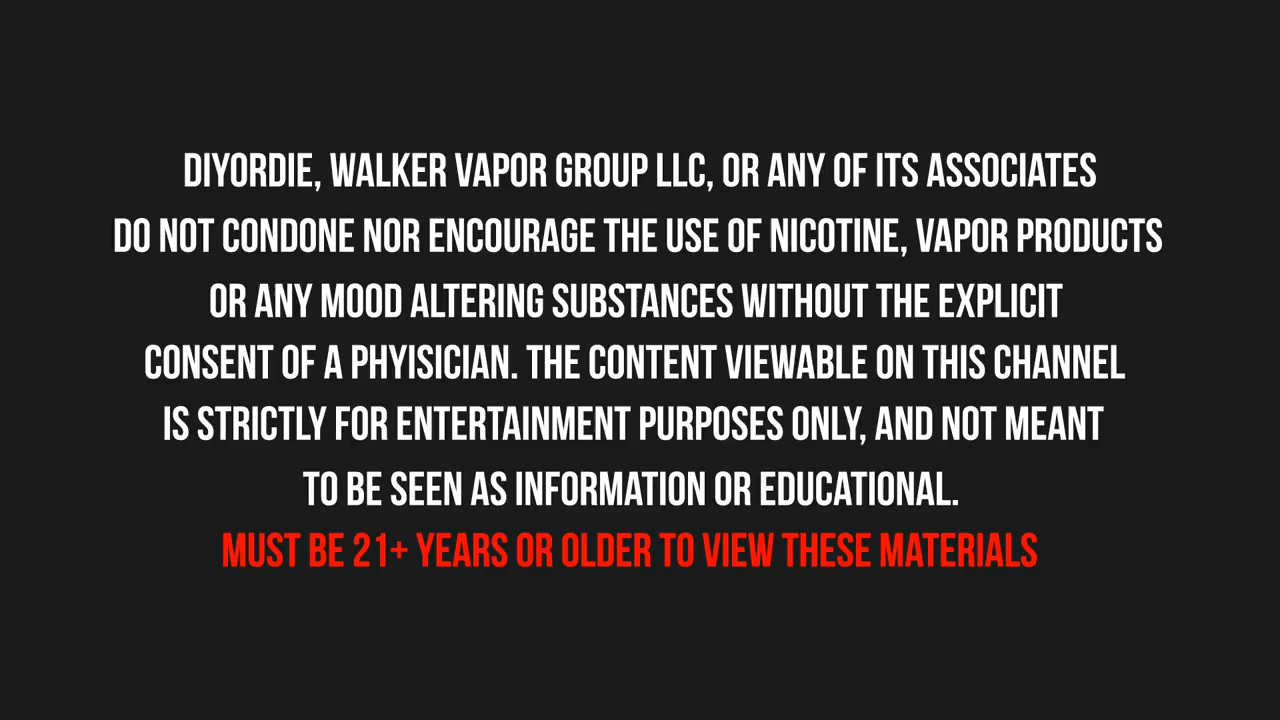 DIYORDIE, WALKER VAPOR GROUP LLC, OR ANY OF ITS ASSOCIATES
DO NOT CONDONE NOR ENCOURAGE THE USE OF NICOTINE, VAPOR PRODUCTS
OR ANY MOOD ALTERING SUBSTANCES WITHOUT THE EXPLICIT
CONSENT OF A PHYISICIAN. THE CONTENT VIEWABLE ON THIS CHANNEL
IS STRICTLY FOR ENTERTAINMENT PURPOSES ONLY, AND NOT MEANT
TO BE SEEN AS INFORMATION OR EDUCATIONAL.
MUST BE 21+ YEARS OR OLDER TO VIEW THESE MATERIALS